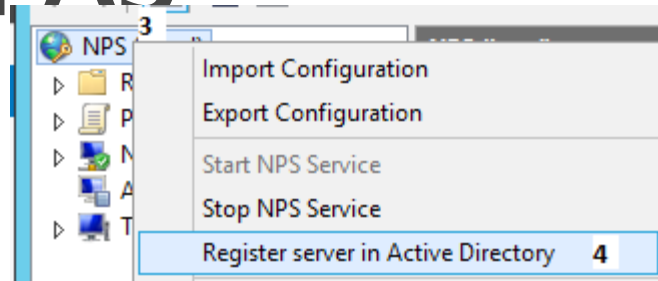 3
NPS
Import Configuration
R
Export Configuration
P
N
Start NPS Service
A
Stop NPS Service
T
Register server in Active Directory 4